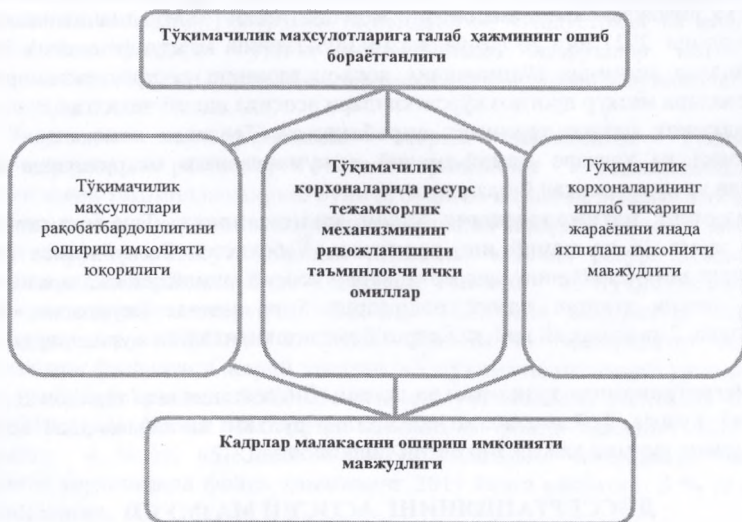 Тўқимачилик маҳсулотларига талаб ҳажмининг ошиб
бораётганлиги
Тўқимачилик
маҳсулотлари
рақобатбардошлигини
ошириш имконияти
юқорилиги
Тўқимачилик
корхоналарида ресурс
тежамкорлиги
механизмининг
ривожланишини
таъминловчи ички
омиллар
Тўқимачилик
корхоналарининг
ишлаб чиқариш
жараёнини янада
яхшилаш имконияти
мавжудлиги
Кадрлар малакасини ошириш имконияти
мавжудлиги